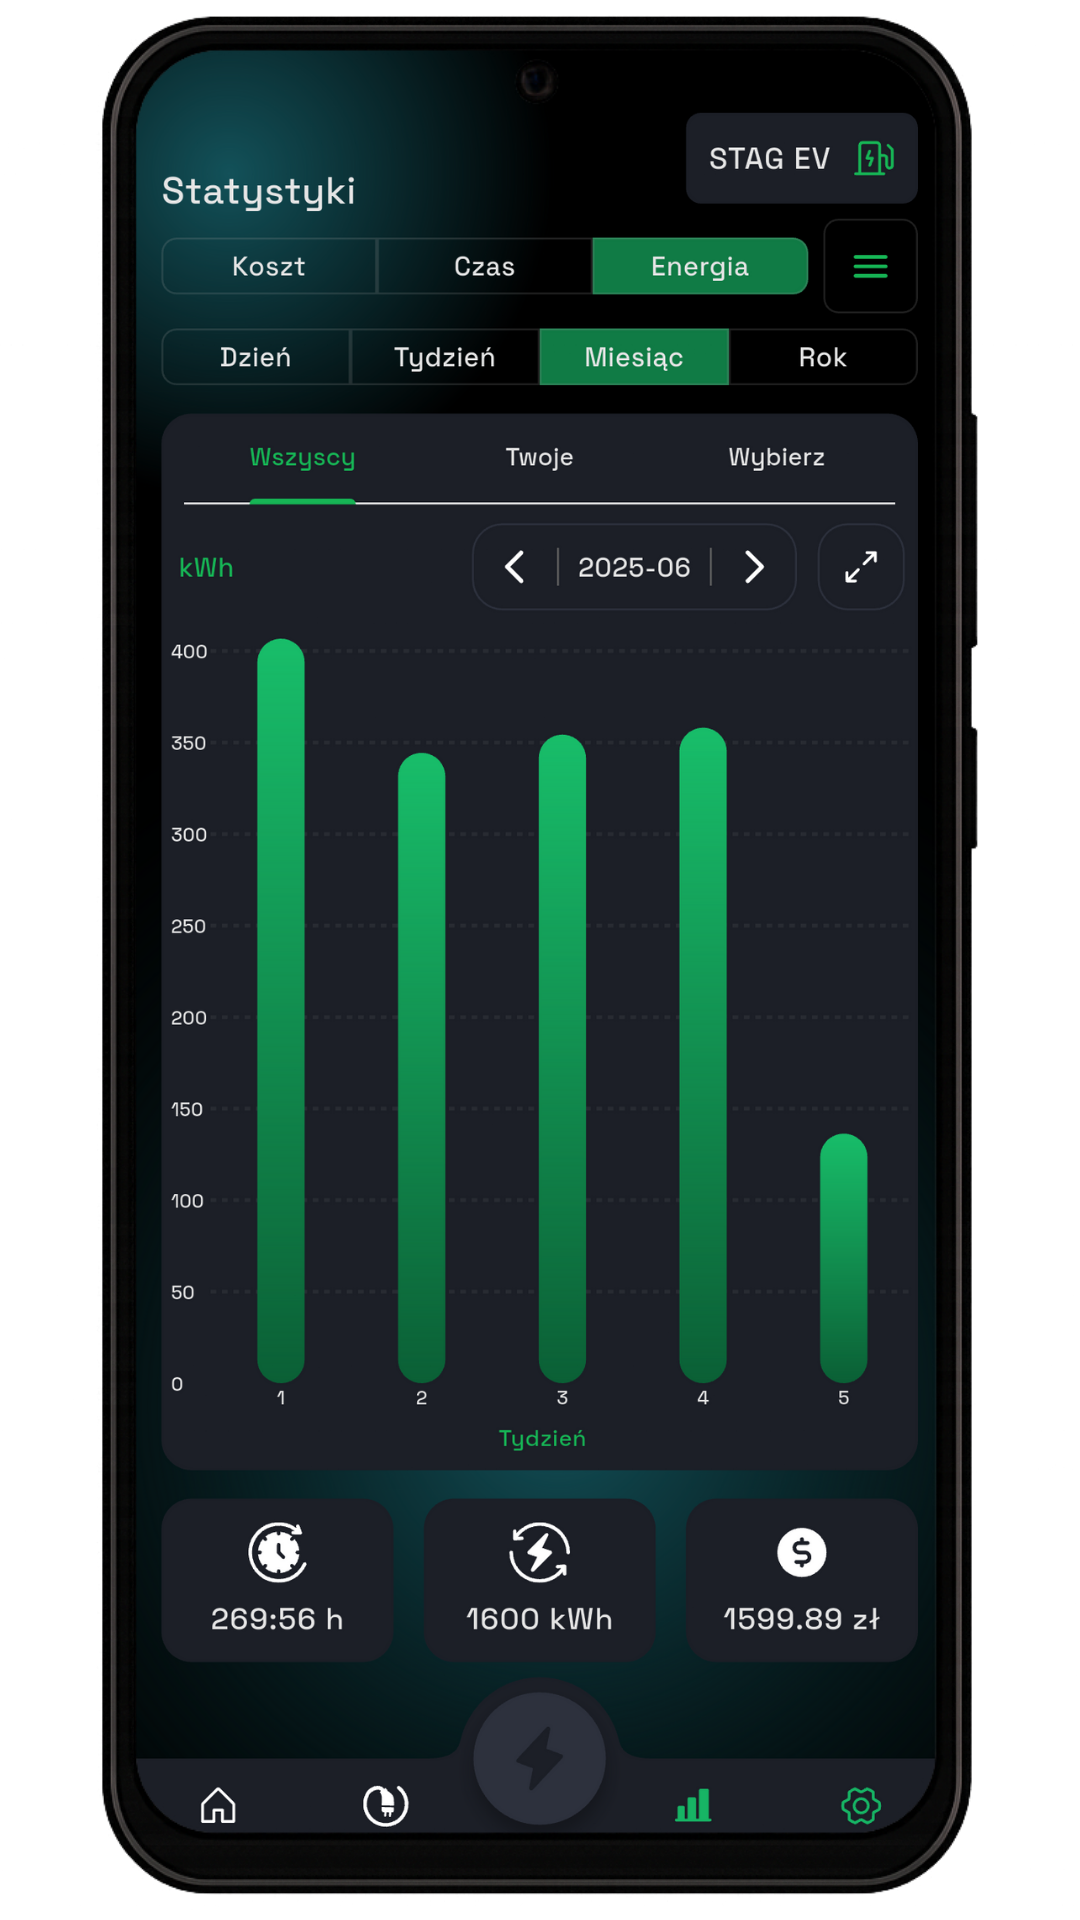 STAG EV
Statystyki
Koszt Czas Energia
Dzień Tydzień Miesiąc Rok
Wszyscy Twoje Wybierz
kWh 2025-06
400
350
300
250
200
150
100
50
0
1 2 3 4 5
Tydzień
269:56 h 1600 kWh 1599.89 zł